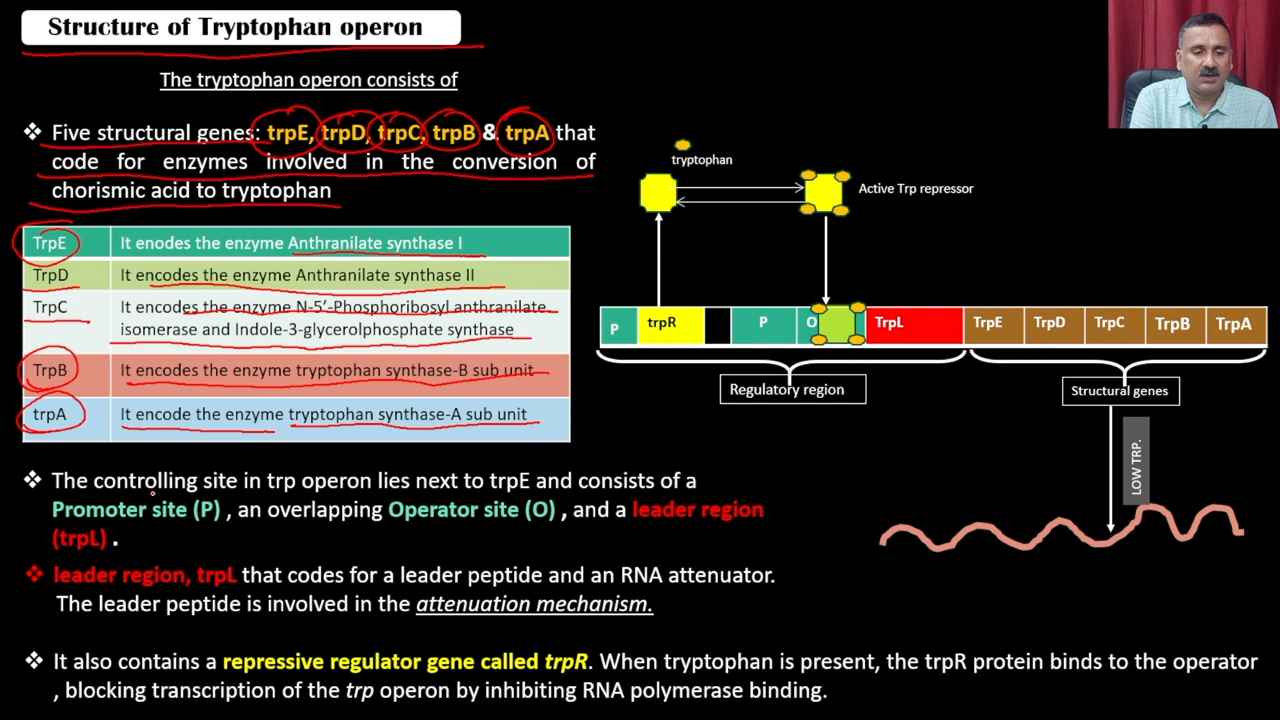 Structure of Tryptophan operon
The tryptophan operon consists of
❖ Five structural genes: trpE, trpD, trpC, trpB & trpA that
code for enzymes involved in the conversion of
chorismic acid to tryptophan
TrpE It enodes the enzyme Anthranilate synthase I
TrpD It encodes the enzyme Anthranilate synthase II
TrpC It encodes the enzyme N-5’-Phosphoribosyl anthranilate
isomerase and Indole-3-glycerolphosphate synthase
TrpB It encodes the enzyme tryptophan synthase-B sub unit
trpA It encode the enzyme tryptophan synthase-A sub unit
tryptophan
Active Trp repressor
P trpR P O TrpL TrpE TrpD TrpC TrpB TrpA
Regulatory region
Structural genes
LOW TRP.
❖ The controlling site in trp operon lies next to trpE and consists of a
Promoter site (P) , an overlapping Operator site (O) , and a leader region
(trpL) .
❖ leader region, trpL that codes for a leader peptide and an RNA attenuator.
The leader peptide is involved in the attenuation mechanism.
❖ It also contains a repressive regulator gene called trpR. When tryptophan is present, the trpR protein binds to the operator
, blocking transcription of the trp operon by inhibiting RNA polymerase binding.